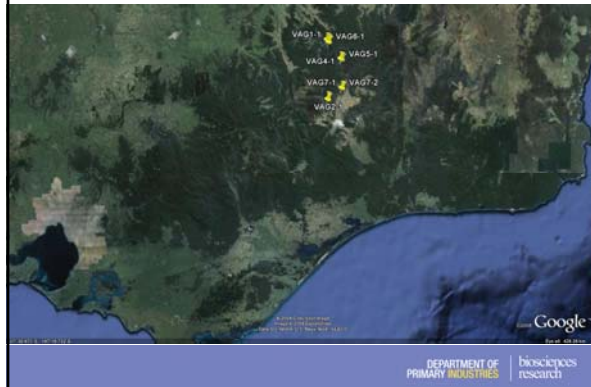 VAG1-1 VAG6-1
VAG5-1
VAG4-1
VAG7-1 VAG7-2
VAG2-1
Google
DEPARTMENT OF
PRIMARY INDUSTRIES
biosciences
research